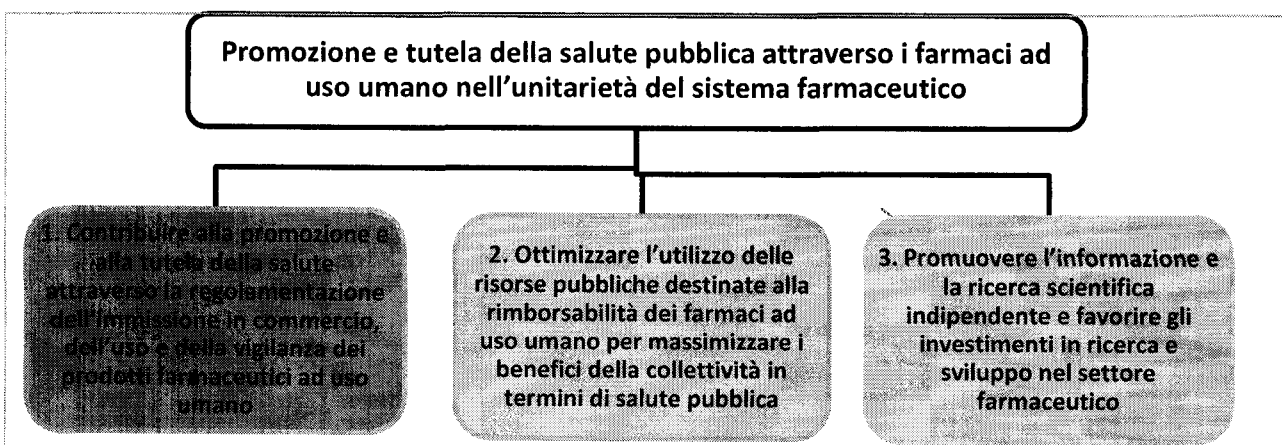 Promozione e tutela della salute pubblica attraverso i farmaci ad
uso umano nell'unitarietà del sistema farmaceutico
1. Contribuire alla promozione e
alla tutela della salute
attraverso la regolamentazione
dell'immissione in commercio,
dell'uso e della vigilanza dei
prodotti farmaceutici ad uso
umano
2. Ottimizzare l'utilizzo delle
risorse pubbliche destinate alla
rimborsabilità dei farmaci ad
uso umano per massimizzare i
benefici della collettività in
termini di salute pubblica
3. Promuovere l'informazione e
la ricerca scientifica
indipendente e favorire gli
investimenti in ricerca e
sviluppo nel settore
farmaceutico